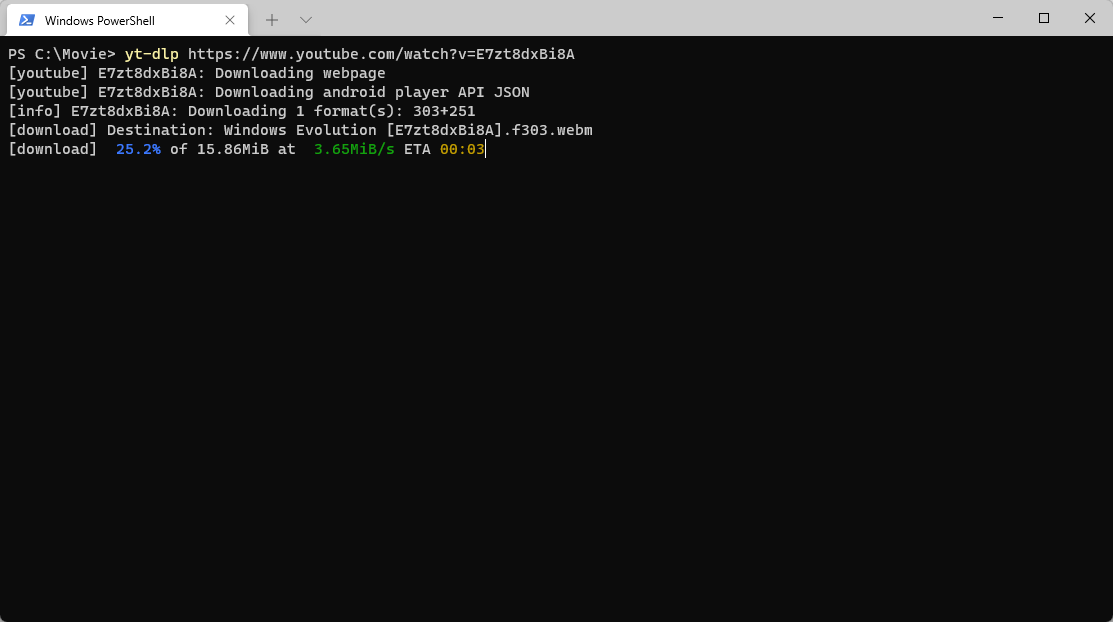 Windows PowerShell
PS C:\Movie> yt-dlp https://www.youtube.com/watch?v=E7zt8dxBi8A
[youtube] E7zt8dxBi8A: Downloading webpage
[youtube] E7zt8dxBi8A: Downloading android player API JSON
[info] E7zt8dxBi8A: Downloading 1 format(s): 303+251
[download] Destination: Windows Evolution [E7zt8dxBi8A].f303.webm
[download]  25.2% of 15.86MiB at  3.65MiB/s ETA 00:03